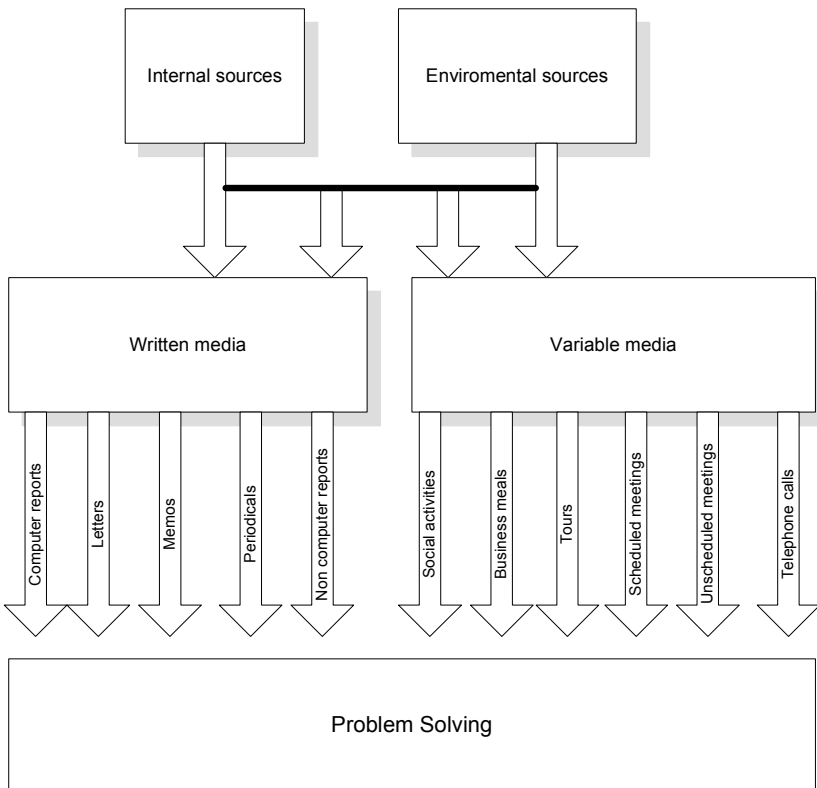 Internal sources
Enviromental sources
Written media
Variable media
Computer reports
Letters
Memos
Periodicals
Non computer reports
Social activities
Business meals
Tours
Scheduled meetings
Unscheduled meetings
Telephone calls
Problem Solving